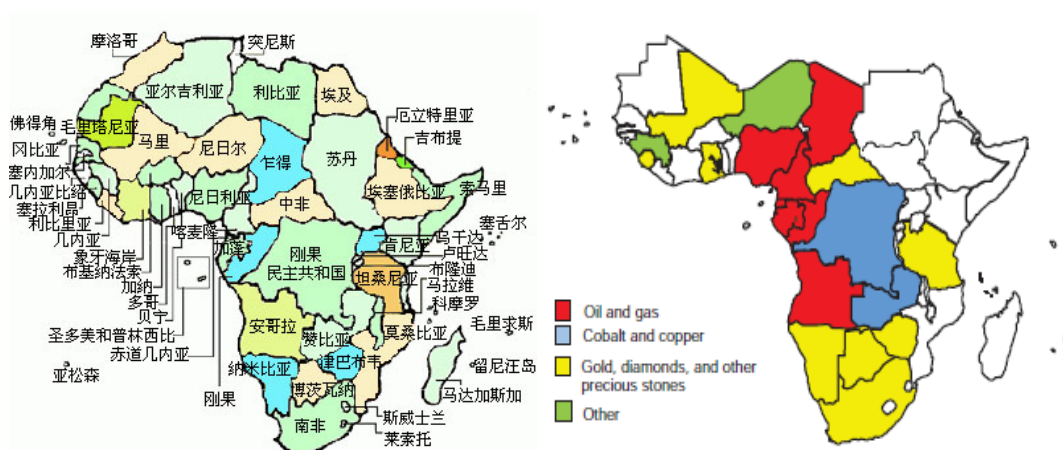 摩洛哥
突尼斯
亚尔吉利亚
利比亚
埃及
厄立特里亚
吉布提
佛得角
毛里塔尼亚
马里
尼日尔
乍得
苏丹
冈比亚
塞内加尔
几内亚比绍
塞拉利昂
利比里亚
几内亚
象牙海岸
布基纳法索
加纳
多哥
贝宁
圣多美和普林西比
赤道几内亚
尼日利亚
喀麦隆
加蓬
中非
埃塞俄比亚
索马里
塞舌尔
乌干达
肯尼亚
卢旺达
布隆迪
刚果
民主共和国
坦桑尼亚
马拉维
科摩罗
安哥拉
赞比亚
莫桑比亚
毛里求斯
亚松森
刚果
纳米比亚
津巴布韦
博茨瓦纳
留尼汪岛
马达加斯加
南非
斯威士兰
莱索托
Oil and gas
Cobalt and copper
Gold, diamonds, and other
precious stones
Other